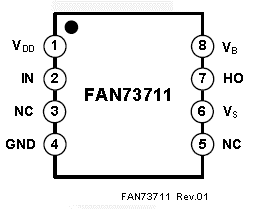 VDD 1 8 VB
IN 2 7 HO
FAN73711
NC 3 6 VS
GND 4 5 NC
FAN73711 Rev.01